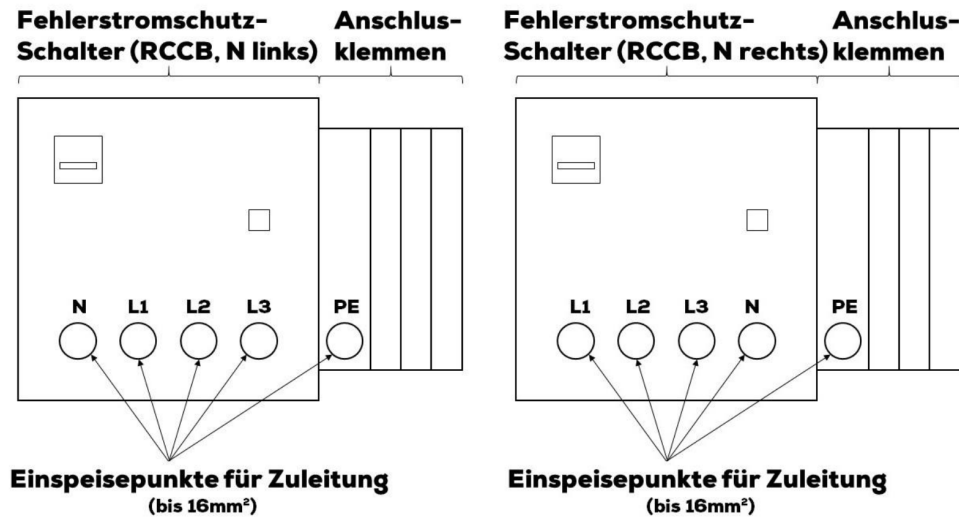 Fehlerstromschutz-
Schalter (RCCB, N links)
Anschlus-
klemmen
N L1 L2 L3 PE
Einspeisepunkte für Zuleitung
(bis 16mm²)
Fehlerstromschutz-
Schalter (RCCB, N rechts)
Anschlus-
klemmen
L1 L2 L3 N PE
Einspeisepunkte für Zuleitung
(bis 16mm²)